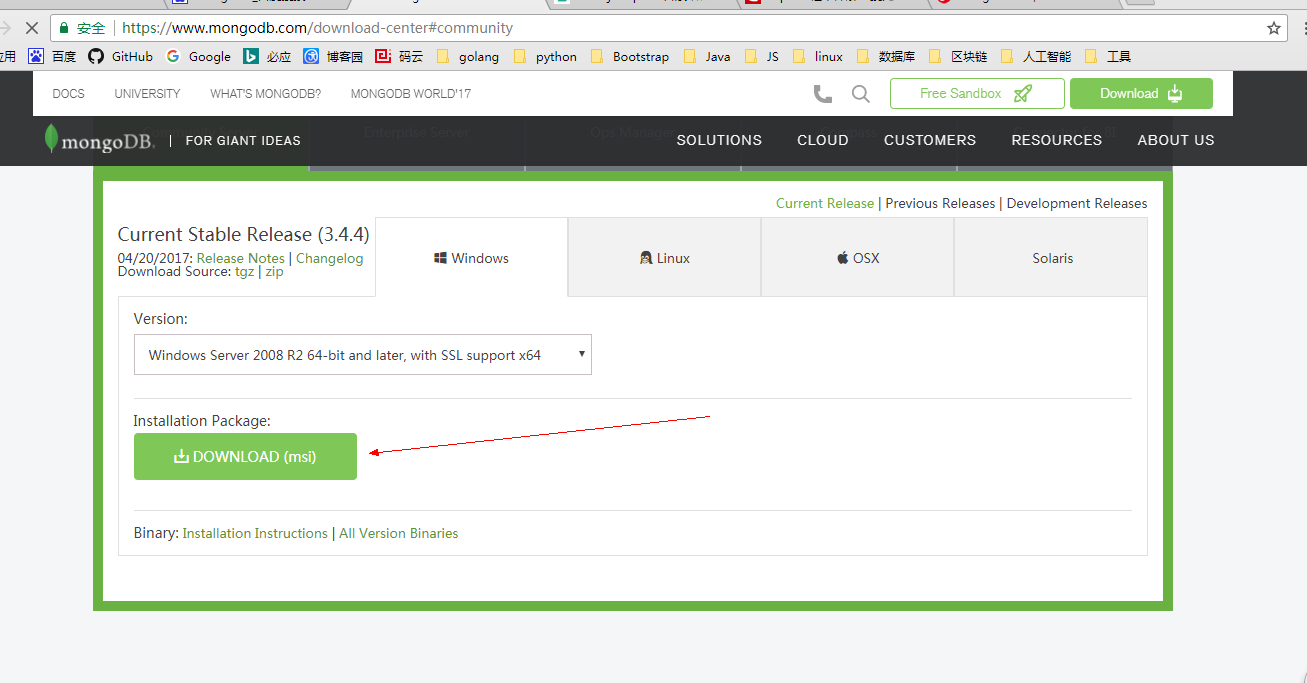 安全 | https://www.mongodb.com/download-center#community
应用 百度 GitHub Google 必应 博客园 码云 golang python Bootstrap Java JS linux 数据库 区块链 人工智能 工具
DOCS UNIVERSITY WHAT'S MONGODB? MONGODB WORLD'17 Free Sandbox Download
Enterprise Server Ops Manager
mongoDB. | FOR GIANT IDEAS SOLUTIONS CLOUD CUSTOMERS RESOURCES ABOUT US
Current Release | Previous Releases | Development Releases
Current Stable Release (3.4.4)
04/20/2017: Release Notes | Changelog
Download Source: tgz | zip
Windows Linux OSX Solaris
Version:
Windows Server 2008 R2 64-bit and later, with SSL support x64
Installation Package:
DOWNLOAD (msi)
Binary: Installation Instructions | All Version Binaries